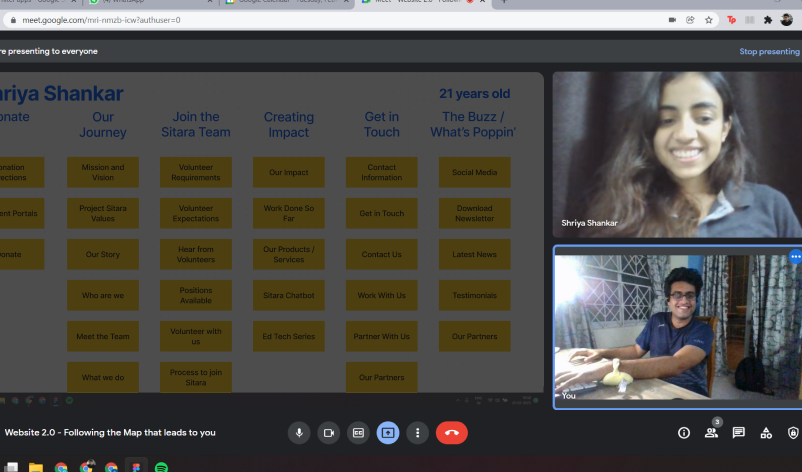 meet.google.com/mri-nmzb-icw?authuser=0
re presenting to everyone
Stop presenting
riya Shankar
21 years old
onate
Our
Journey
Join the
Sitara Team
Creating
Impact
Get in
Touch
The Buzz /
What's Poppin'
onation
ections
Mission and
Vision
Volunteer
Requirements
Our Impact
Contact
Information
Social Media
ent Portals
Project Sitara
Values
Volunteer
Expectations
Work Done So
Far
Get in Touch
Download
Newsletter
onate
Our Story
Hear from
Volunteers
Our Products /
Services
Contact Us
Latest News
Who are we
Positions
Available
Sitara Chatbot
Work With Us
Testimonials
Meet the Team
Volunteer with
us
Ed Tech Series
Partner With Us
Our Partners
What we do
Process to join
Sitara
Our Partners
Shriya Shankar
You
Website 2.0 - Following the Map that leads to you
3